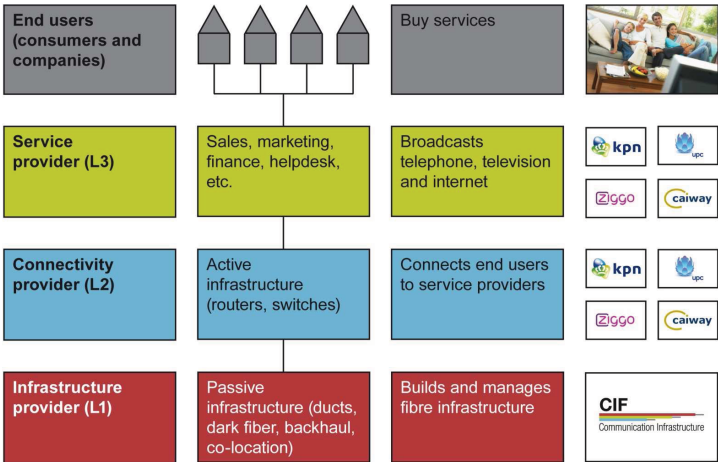 End users
(consumers and
companies)
Buy services
Service
provider (L3)
Sales, marketing,
finance, helpdesk,
etc.
Broadcasts
telephone, television
and internet
kpn
upc
ziggo
caiway
Connectivity
provider (L2)
Active
infrastructure
(routers, switches)
Connects end users
to service providers
kpn
upc
ziggo
caiway
Infrastructure
provider (L1)
Passive
infrastructure (ducts,
dark fiber, backhaul,
co-location)
Builds and manages
fibre infrastructure
CIF
Communication Infrastructure